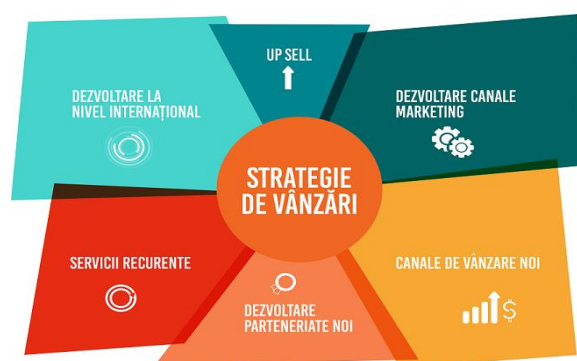 UP SELL
DEZVOLTARE LA
NIVEL INTERNAȚIONAL
DEZVOLTARE CANALE
MARKETING
STRATEGIE
DE VÂNZĂRI
SERVICII RECURENTE
CANALE DE VÂNZARE NOI
$
DEZVOLTARE
PARTENERIATE NOI